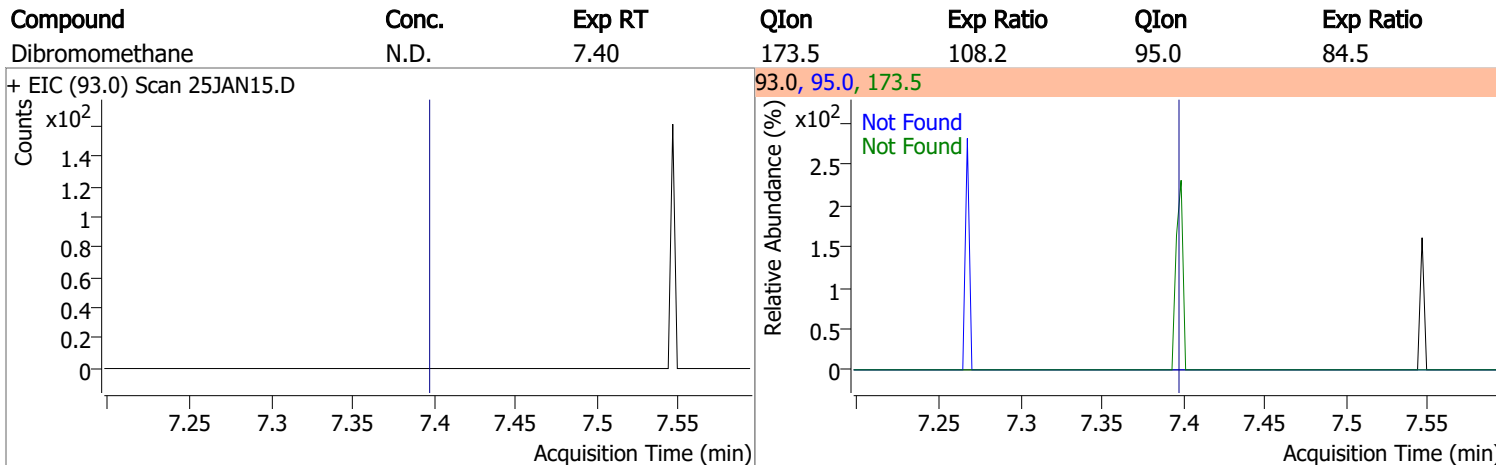 Compound Conc. Exp RT QIon Exp Ratio QIon Exp Ratio
Dibromomethane N.D. 7.40 173.5 108.2 95.0 84.5
+ EIC (93.0) Scan 25JAN15.D
Counts
x10²
1.4
1.2
1
0.8
0.6
0.4
0.2
0
7.25 7.3 7.35 7.4 7.45 7.5 7.55
Acquisition Time (min)
93.0, 95.0, 173.5
Relative Abundance (%)
x10²
Not Found
Not Found
2.5
2
1.5
1
0.5
0
7.25 7.3 7.35 7.4 7.45 7.5 7.55
Acquisition Time (min)